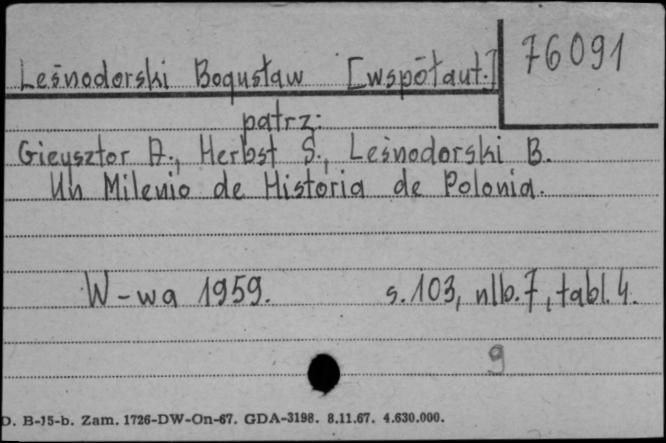 Leśnodorski Bogusław [współaut.]
76091
patrz:
Gieysztor A., Herbst S., Leśnodorski B.
Un Milenio de Historia de Polonia.
W-wa 1959. s. 103, nlb. 7, tabl. 4.
9
D. B-15-b. Zam. 1726-DW-On-67. GDA-3198. 8.11.67. 4.630.000.